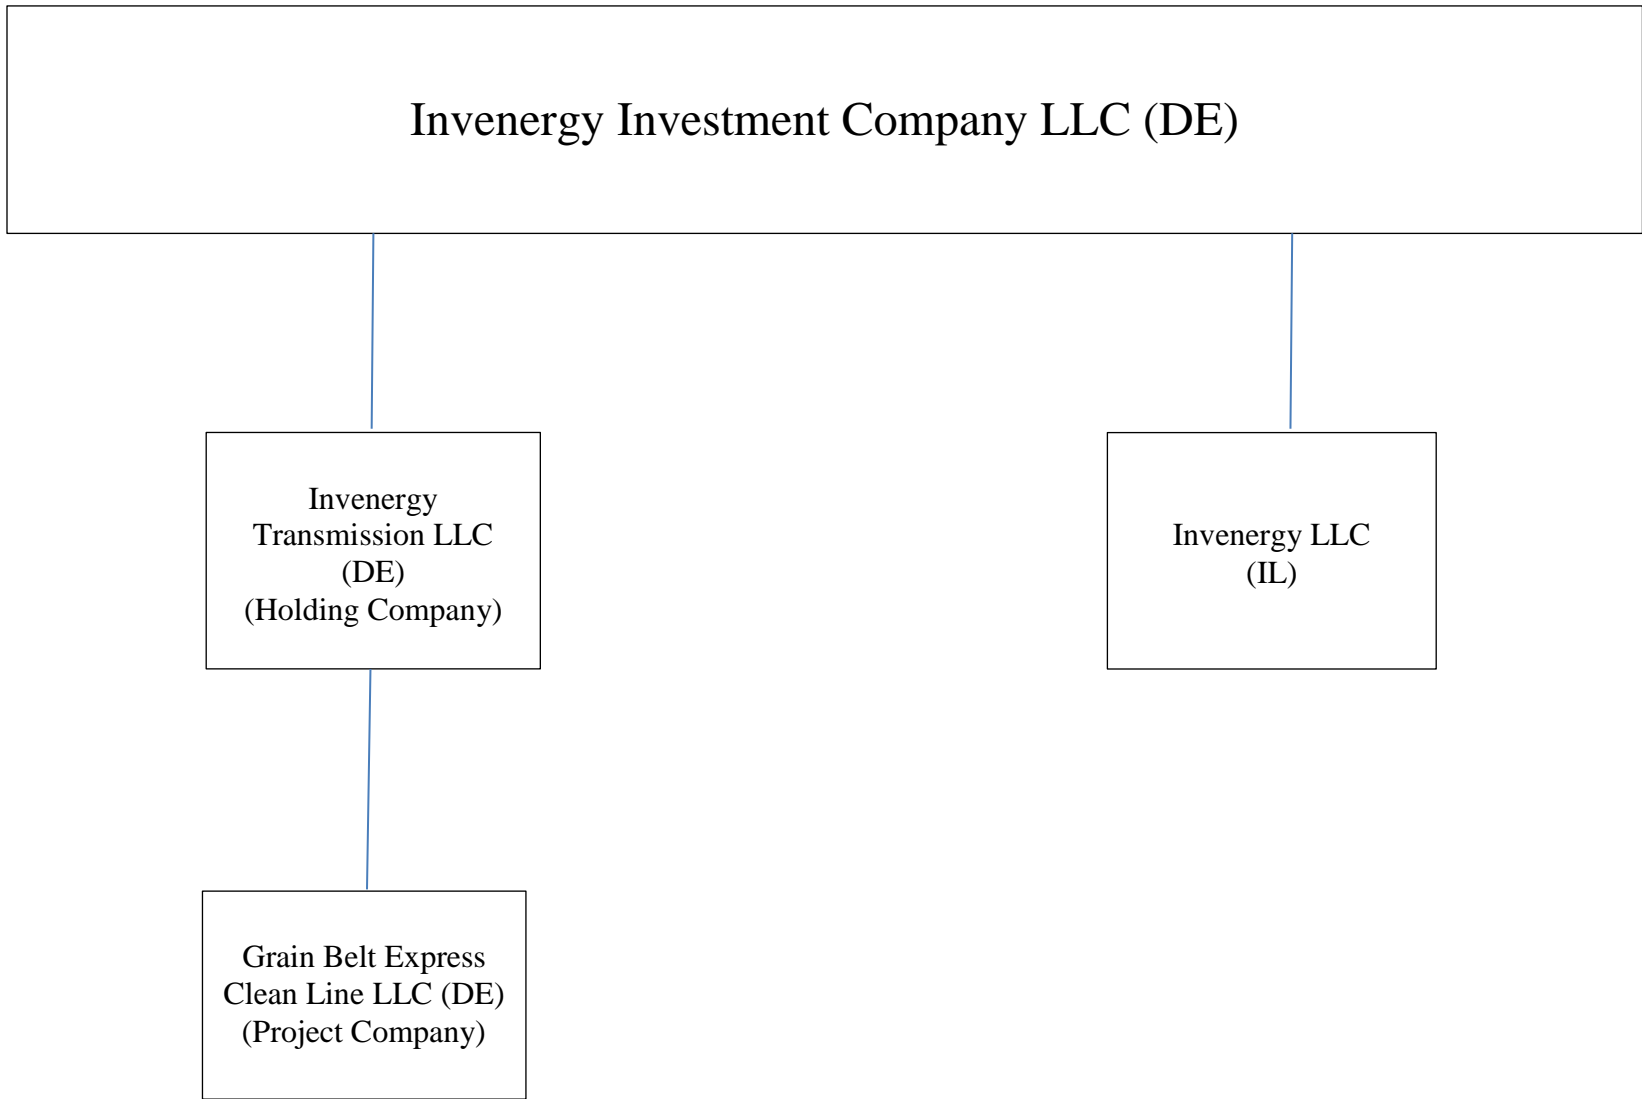 Invenergy Investment Company LLC (DE)
Invenergy
Transmission LLC
(DE)
(Holding Company)
Invenergy LLC
(IL)
Grain Belt Express
Clean Line LLC (DE)
(Project Company)